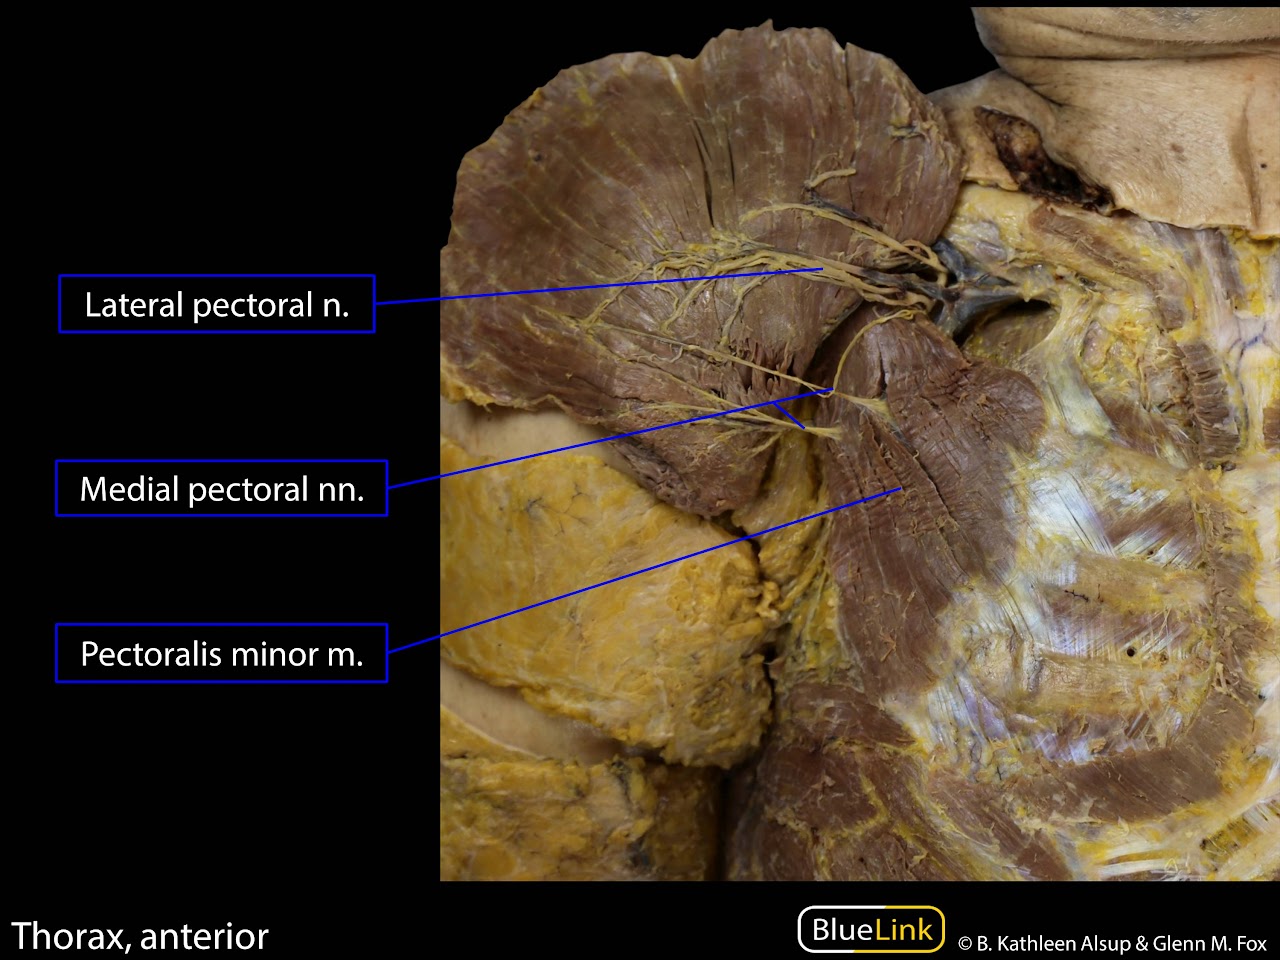 Lateral pectoral n.
Medial pectoral nn.
Pectoralis minor m.
Thorax, anterior
BlueLink
© B. Kathleen Alsup & Glenn M. Fox